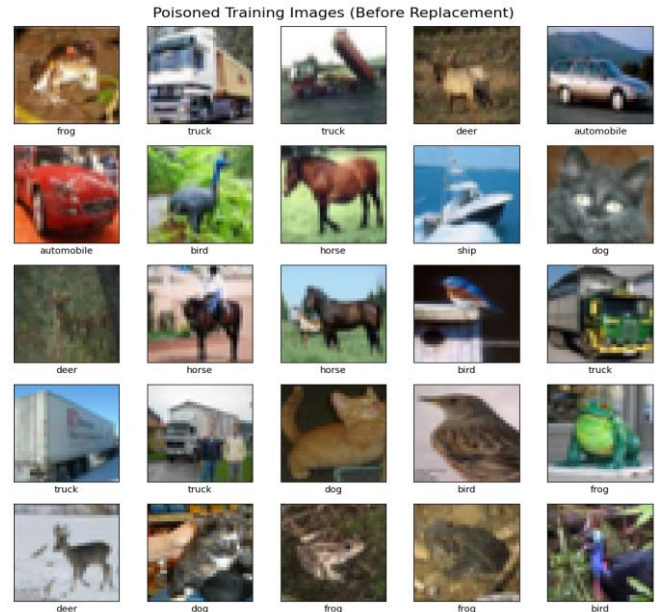 Poisoned Training Images (Before Replacement)
frog truck truck deer automobile
automobile bird horse ship dog
deer horse horse bird truck
truck truck dog bird frog
deer dog frog frog bird